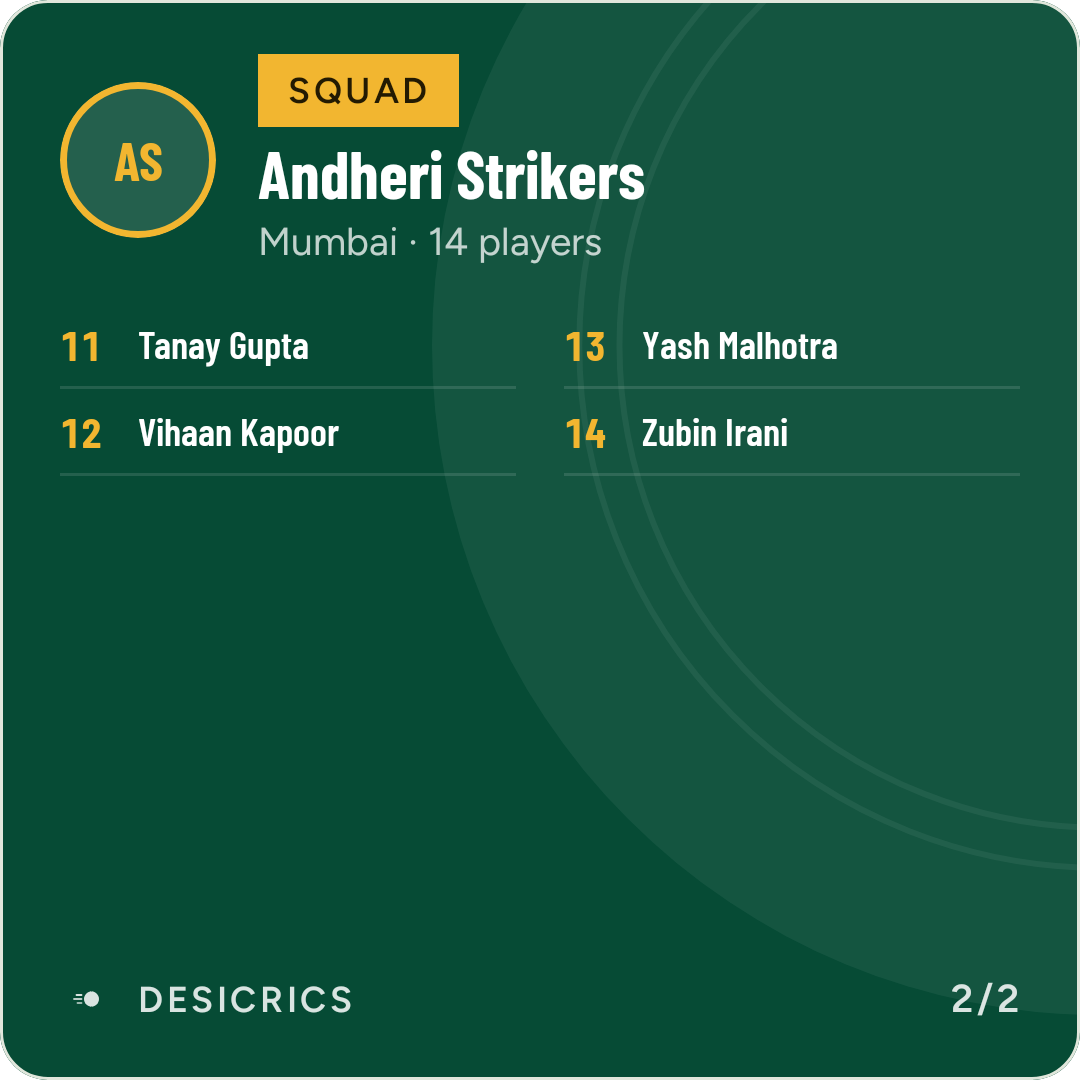 SQUAD
AS
Andheri Strikers
Mumbai · 14 players
11 Tanay Gupta
12 Vihaan Kapoor
13 Yash Malhotra
14 Zubin Irani
DESICRICS
2/2